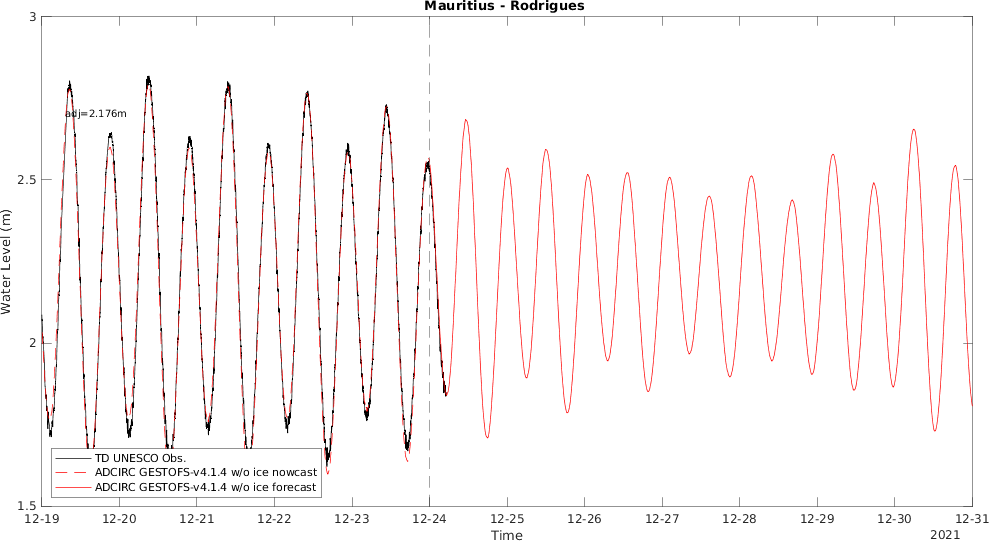 Mauritius - Rodrigues
3
2.5
2
1.5
Water Level (m)
adj=2.176m
TD UNESCO Obs.
ADCIRC GESTOFS-v4.1.4 w/o ice nowcast
ADCIRC GESTOFS-v4.1.4 w/o ice forecast
12-19 12-20 12-21 12-22 12-23 12-24 12-25 12-26 12-27 12-28 12-29 12-30 12-31
Time
2021